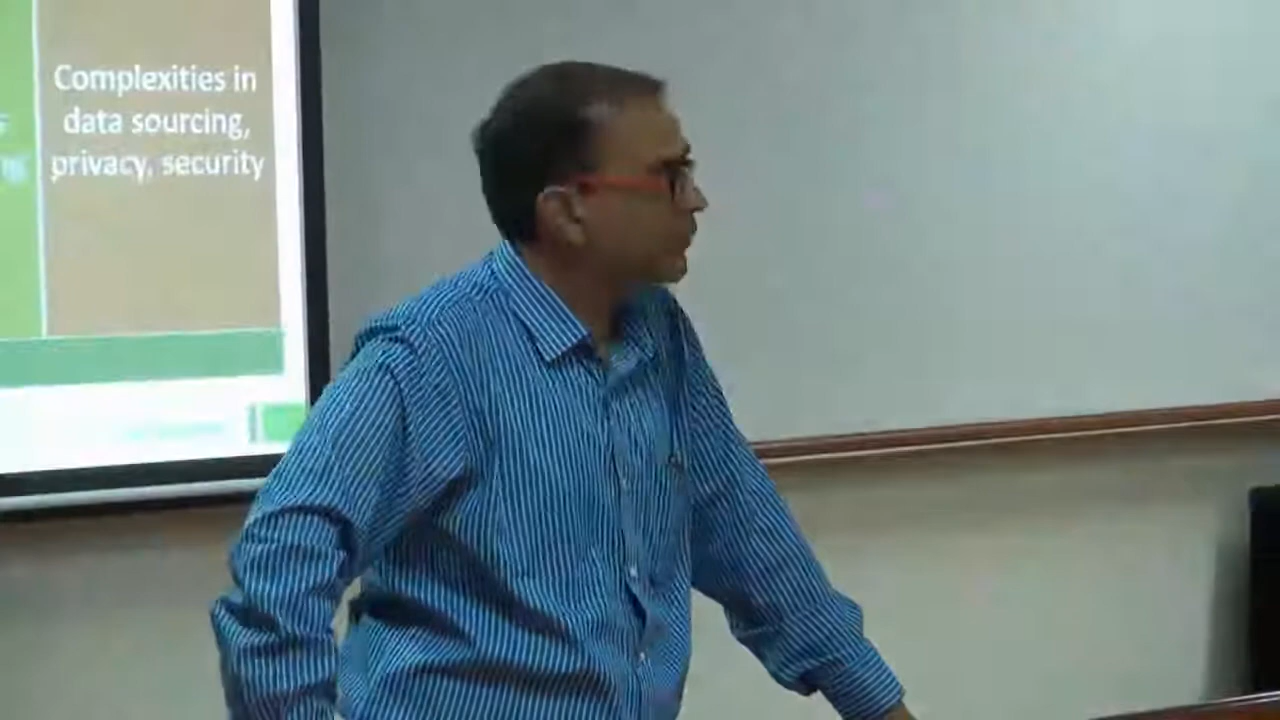 Complexities in
data sourcing,
privacy, security